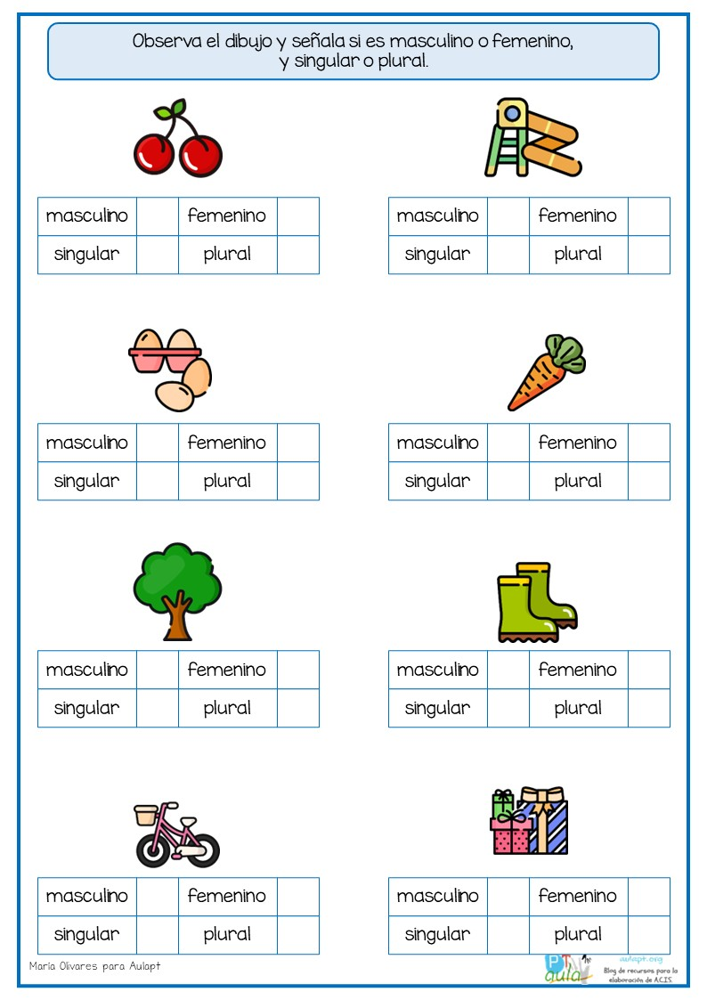 Observa el dibujo y señala si es masculino o femenino,
y singular o plural.
masculino femenino
singular plural
masculino femenino
singular plural
masculino femenino
singular plural
masculino femenino
singular plural
masculino femenino
singular plural
masculino femenino
singular plural
masculino femenino
singular plural
masculino femenino
singular plural
María Olivares para Aulapt
PT
aula
aulapt.org
Blog de recursos para la
elaboración de A.C.I.S.